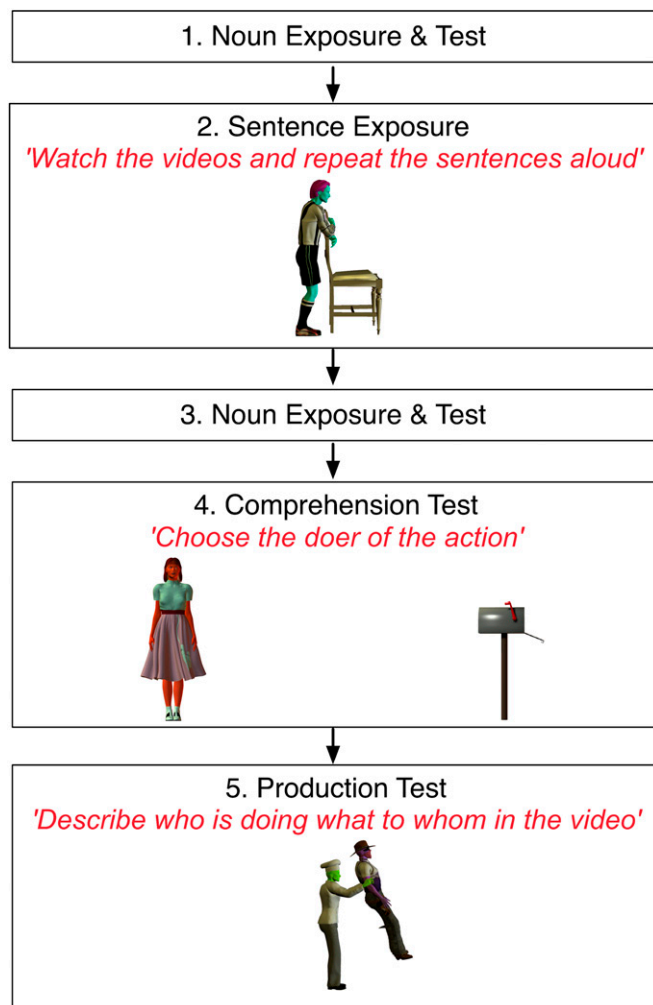 1. Noun Exposure & Test
2. Sentence Exposure
'Watch the videos and repeat the sentences aloud'
3. Noun Exposure & Test
4. Comprehension Test
'Choose the doer of the action'
5. Production Test
'Describe who is doing what to whom in the video'